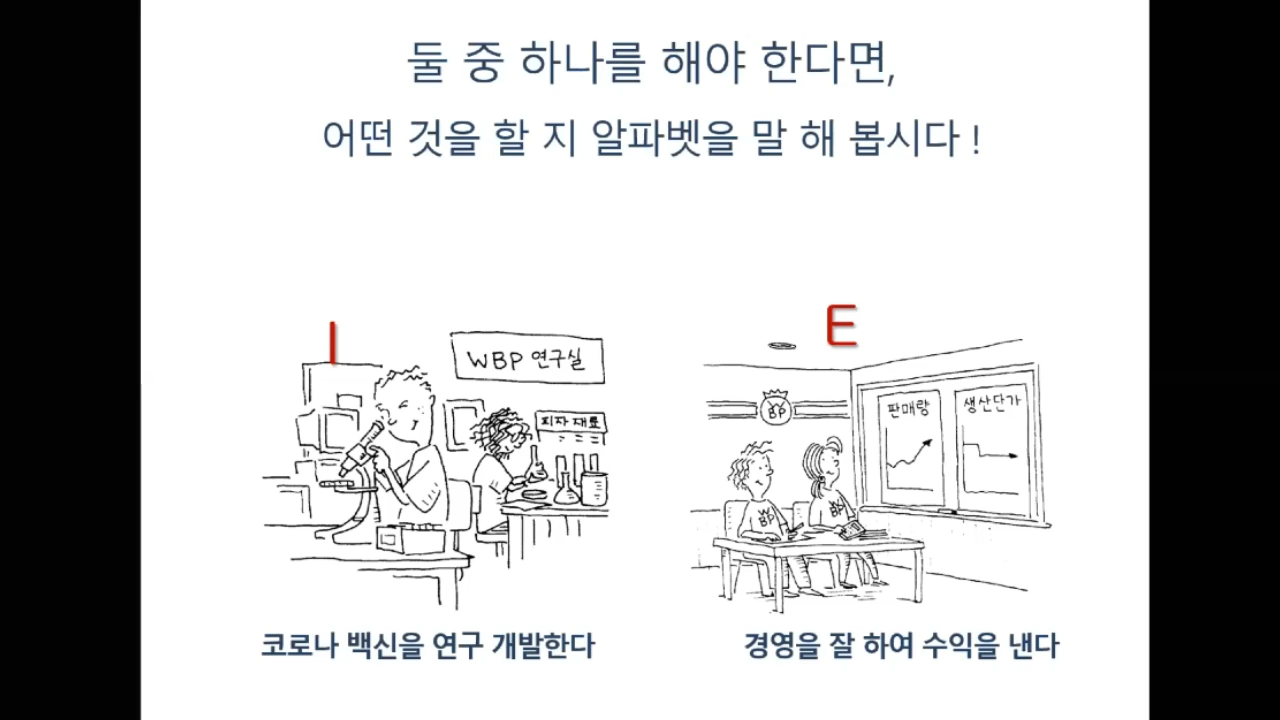 둘 중 하나를 해야 한다면,
어떤 것을 할 지 알파벳을 말 해 봅시다 !
I
E
WBP 연구실
피자 재료
BP
판매량
생산단가
WBP
WBP
코로나 백신을 연구 개발한다
경영을 잘 하여 수익을 낸다